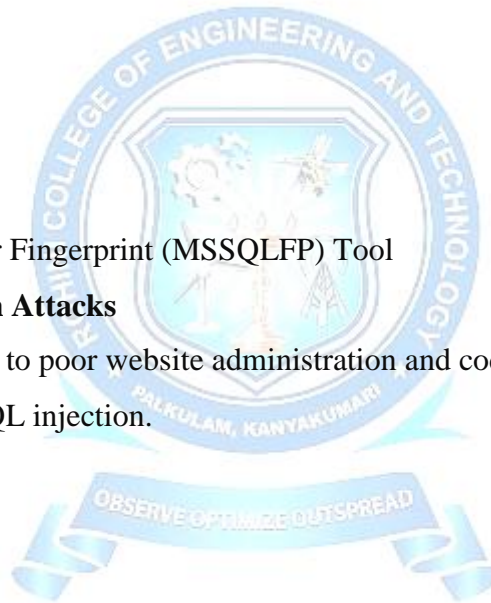 COLLEGE OF ENGINEERING AND TECHNOLOGY
r Fingerprint (MSSQLFP) Tool
n Attacks
to poor website administration and co
QL injection.
PALKULAM, KANYAKUMARI
OBSERVE OPTIMIZE OUTSPREAD